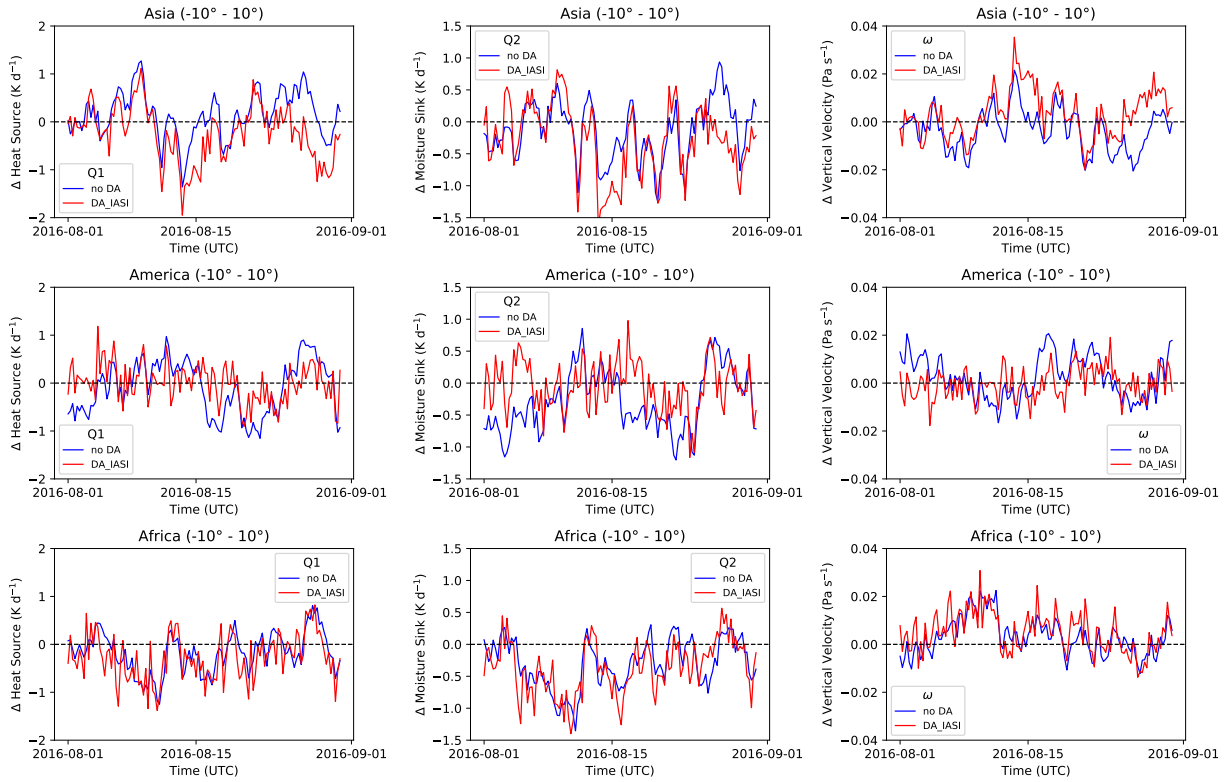 Asia (-10° - 10°)
Δ Heat Source (K d⁻¹)
2
1
0
−1
−2
Q1
no DA
DA_IASI
2016-08-01
2016-08-15
2016-09-01
Time (UTC)
Asia (-10° - 10°)
Δ Moisture Sink (K d⁻¹)
1.5
1.0
0.5
0.0
−0.5
−1.0
−1.5
Q2
no DA
DA_IASI
2016-08-01
2016-08-15
2016-09-01
Time (UTC)
Asia (-10° - 10°)
Δ Vertical Velocity (Pa s⁻¹)
0.04
0.02
0.00
−0.02
−0.04
ω
no DA
DA_IASI
2016-08-01
2016-08-15
2016-09-01
Time (UTC)
America (-10° - 10°)
Δ Heat Source (K d⁻¹)
2
1
0
−1
−2
Q1
no DA
DA_IASI
2016-08-01
2016-08-15
2016-09-01
Time (UTC)
America (-10° - 10°)
Δ Moisture Sink (K d⁻¹)
1.5
1.0
0.5
0.0
−0.5
−1.0
−1.5
Q2
no DA
DA_IASI
2016-08-01
2016-08-15
2016-09-01
Time (UTC)
America (-10° - 10°)
Δ Vertical Velocity (Pa s⁻¹)
0.04
0.02
0.00
−0.02
−0.04
ω
no DA
DA_IASI
2016-08-01
2016-08-15
2016-09-01
Time (UTC)
Africa (-10° - 10°)
Δ Heat Source (K d⁻¹)
2
1
0
−1
−2
Q1
no DA
DA_IASI
2016-08-01
2016-08-15
2016-09-01
Time (UTC)
Africa (-10° - 10°)
Δ Moisture Sink (K d⁻¹)
1.5
1.0
0.5
0.0
−0.5
−1.0
−1.5
Q2
no DA
DA_IASI
2016-08-01
2016-08-15
2016-09-01
Time (UTC)
Africa (-10° - 10°)
Δ Vertical Velocity (Pa s⁻¹)
0.04
0.02
0.00
−0.02
−0.04
ω
no DA
DA_IASI
2016-08-01
2016-08-15
2016-09-01
Time (UTC)